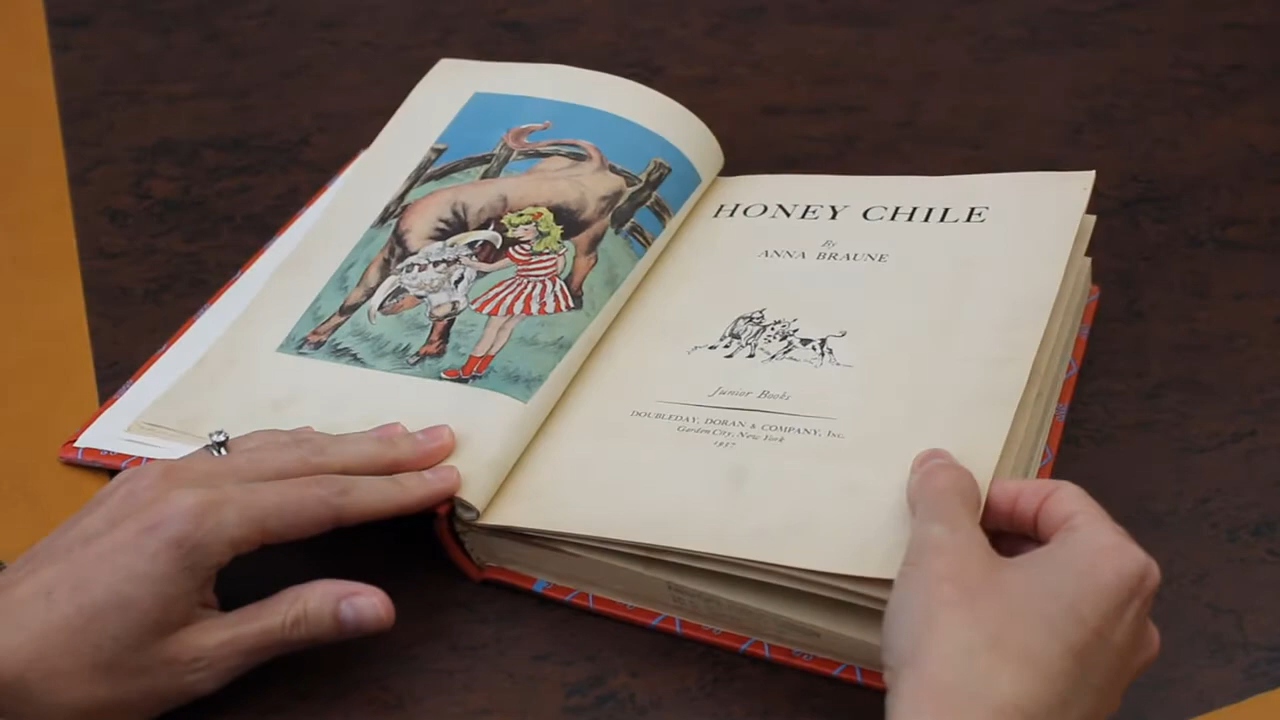 HONEY CHILE
By
ANNA BRAUNE
Junior Books
DOUBLEDAY, DORAN & COMPANY, Inc.
Garden City, New York
1937